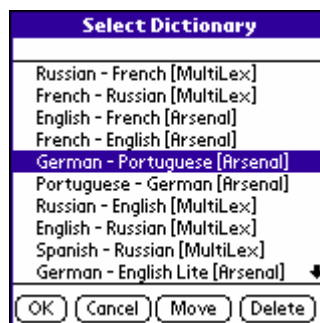 Select Dictionary
Russian - French [MultiLex]
French - Russian [MultiLex]
English - French [Arsenal]
French - English [Arsenal]
German - Portuguese [Arsenal]
Portuguese - German [Arsenal]
Russian - English [MultiLex]
English - Russian [MultiLex]
Spanish - Russian [MultiLex]
German - English Lite [Arsenal]
OK Cancel Move Delete